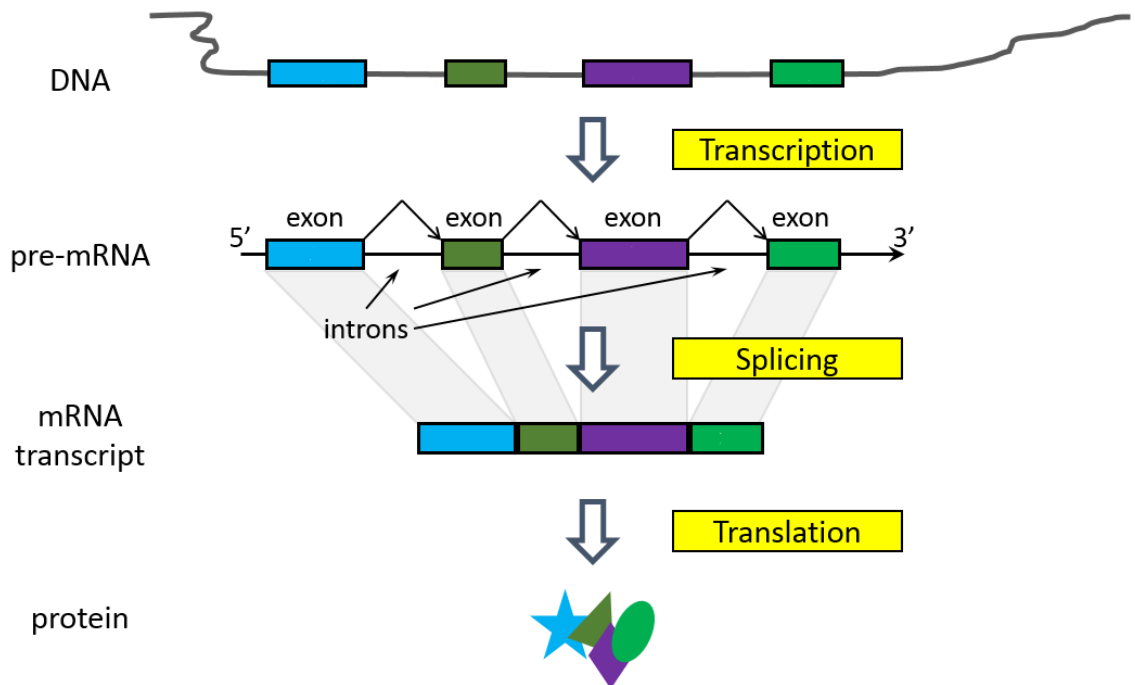 DNA
Transcription
exon exon exon exon
5’ 3’
pre-mRNA
introns
Splicing
mRNA
transcript
Translation
protein